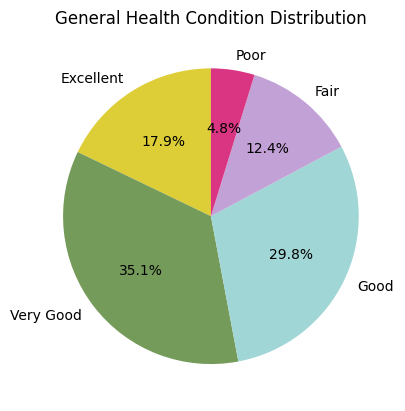 General Health Condition Distribution
Poor
Excellent
Fair
4.8%
17.9%
12.4%
29.8%
35.1%
Good
Very Good